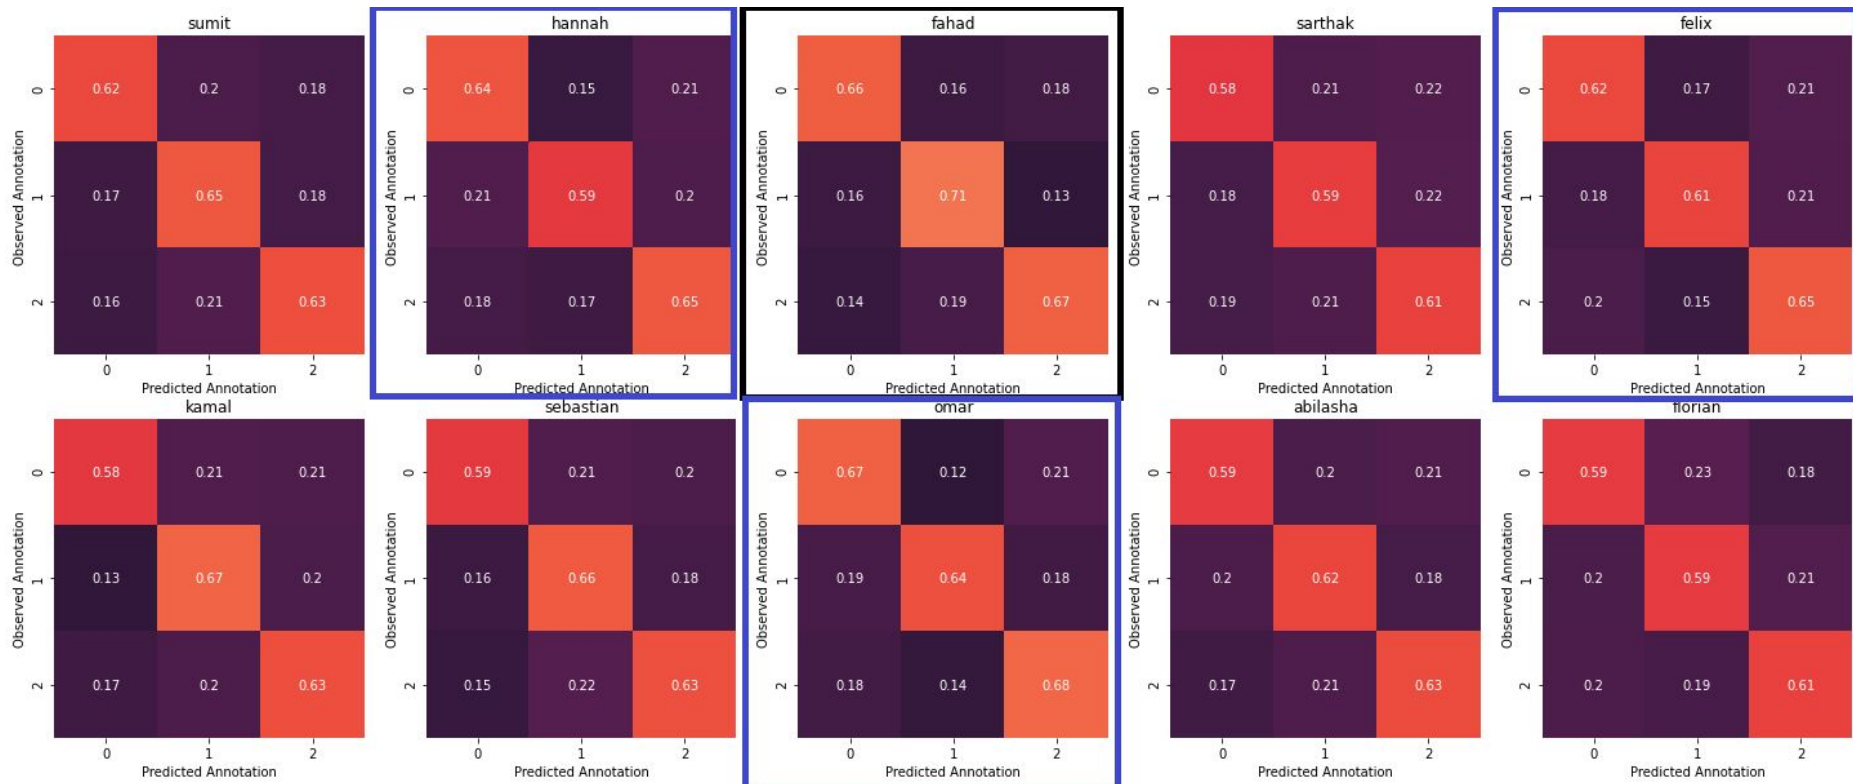 sumit hannah fahad sarthak felix
0 0.62 0.2 0.18 0 0.64 0.15 0.21 0 0.66 0.16 0.18 0 0.58 0.21 0.22 0 0.62 0.17 0.21
Observed Annotation Observed Annotation Observed Annotation Observed Annotation Observed Annotation
1 0.17 0.65 0.18 1 0.21 0.59 0.2 1 0.16 0.71 0.13 1 0.18 0.59 0.22 1 0.18 0.61 0.21
2 0.16 0.21 0.63 2 0.18 0.17 0.65 2 0.14 0.19 0.67 2 0.19 0.21 0.61 2 0.2 0.15 0.65
0 1 2 0 1 2 0 1 2 0 1 2 0 1 2
Predicted Annotation Predicted Annotation Predicted Annotation Predicted Annotation Predicted Annotation
kamal sebastian omar abilasha florian
0 0.58 0.21 0.21 0 0.59 0.21 0.2 0 0.67 0.12 0.21 0 0.59 0.2 0.21 0 0.59 0.23 0.18
Observed Annotation Observed Annotation Observed Annotation Observed Annotation Observed Annotation
1 0.13 0.67 0.2 1 0.16 0.66 0.18 1 0.19 0.64 0.18 1 0.2 0.62 0.18 1 0.2 0.59 0.21
2 0.17 0.2 0.63 2 0.15 0.22 0.63 2 0.18 0.14 0.68 2 0.17 0.21 0.63 2 0.2 0.19 0.61
0 1 2 0 1 2 0 1 2 0 1 2 0 1 2
Predicted Annotation Predicted Annotation Predicted Annotation Predicted Annotation Predicted Annotation